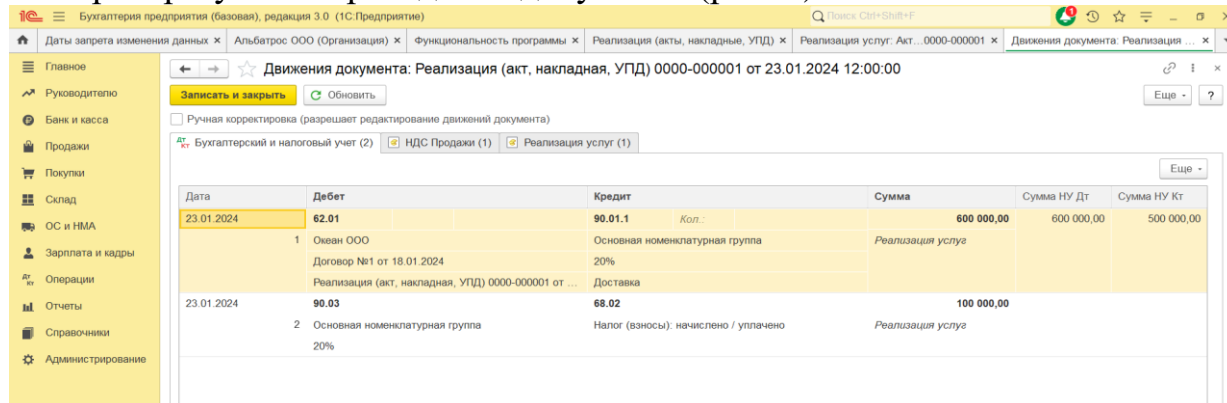 1С Бухгалтерия предприятия (базовая), редакция 3.0 (1С:Предприятие) Поиск Ctrl+Shift+F
Даты запрета изменения данных × Альбатрос ООО (Организация) × Функциональность программы × Реализация (акты, накладные, УПД) × Реализация услуг: Акт...0000-000001 × Движения документа: Реализация ... ×
Главное
Руководителю
Банк и касса
Продажи
Покупки
Склад
ОС и НМА
Зарплата и кадры
Операции
Отчеты
Справочники
Администрирование
Движения документа: Реализация (акт, накладная, УПД) 0000-000001 от 23.01.2024 12:00:00
Записать и закрыть Обновить Еще ?
Ручная корректировка (разрешает редактирование движений документа)
Дт Кт Бухгалтерский и налоговый учет (2) НДС Продажи (1) Реализация услуг (1)
Еще
Дата Дебет Кредит Сумма Сумма НУ Дт Сумма НУ Кт
23.01.2024 62.01 90.01.1 Кол.: 600 000,00 600 000,00 500 000,00
1 Океан ООО Основная номенклатурная группа Реализация услуг
Договор №1 от 18.01.2024 20%
Реализация (акт, накладная, УПД) 0000-000001 от ... Доставка
23.01.2024 90.03 68.02 100 000,00
2 Основная номенклатурная группа Налог (взносы): начислено / уплачено Реализация услуг
20%